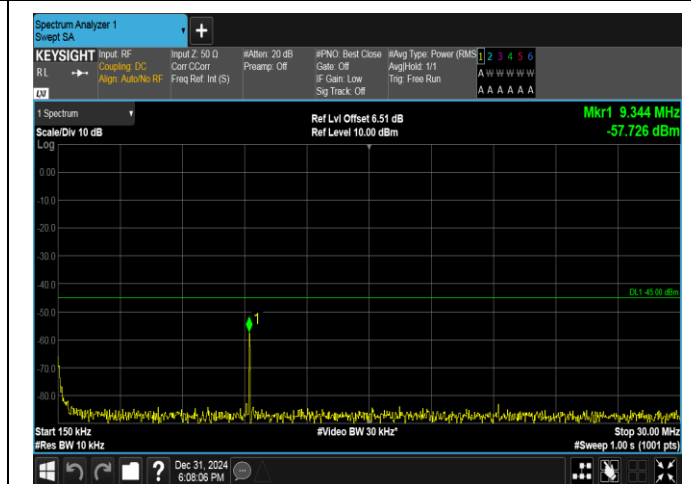 Spectrum Analyzer 1
Swept SA
+
KEYSIGHT
RL
LXI
Input: RF
Coupling: DC
Align: Auto/No RF
Input Z: 50 Ω
Corr CCorr
Freq Ref: Int (S)
#Atten: 20 dB
Preamp: Off
#PNO: Best Close
Gate: Off
IF Gain: Low
Sig Track: Off
#Avg Type: Power (RMS
Avg|Hold: 1/1
Trig: Free Run
1 2 3 4 5 6
A W W W W W
A A A A A A
1 Spectrum
Scale/Div 10 dB
Log
Ref Lvl Offset 6.51 dB
Ref Level 10.00 dBm
Mkr1 9.344 MHz
-57.726 dBm
0.00
-10.0
-20.0
-30.0
-40.0
DL1 -45.00 dBm
-50.0
1
-60.0
-70.0
-80.0
Start 150 kHz
#Video BW 30 kHz*
Stop 30.00 MHz
#Res BW 10 kHz
#Sweep 1.00 s (1001 pts)
?
Dec 31, 2024
6:08:06 PM